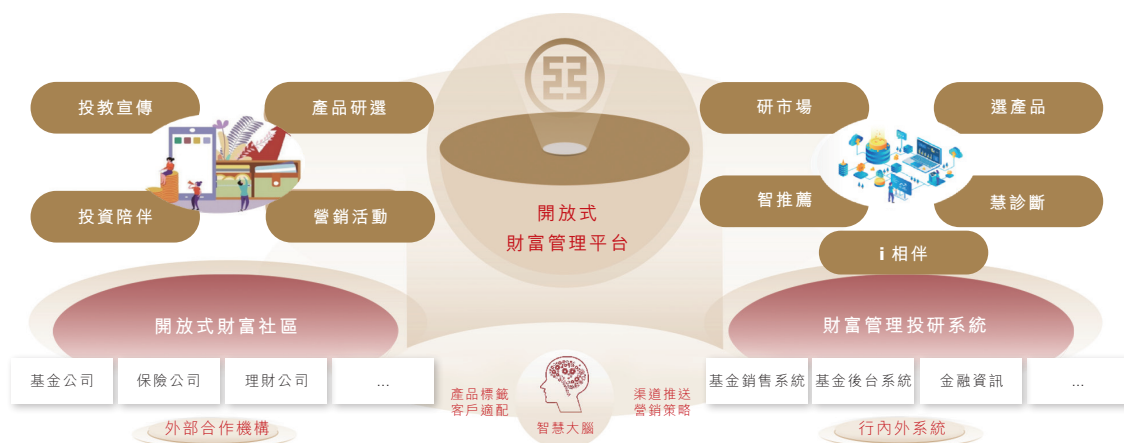 投教宣傳
產品研選
投資陪伴
營銷活動
開放式財富社區
基金公司
保險公司
理財公司
...
外部合作機構
開放式
財富管理平台
產品標籤
客戶適配
智慧大腦
渠道推送
營銷策略
研市場
選產品
智推薦
慧診斷
i 相伴
財富管理投研系統
基金銷售系統
基金後台系統
金融資訊
...
行內外系統